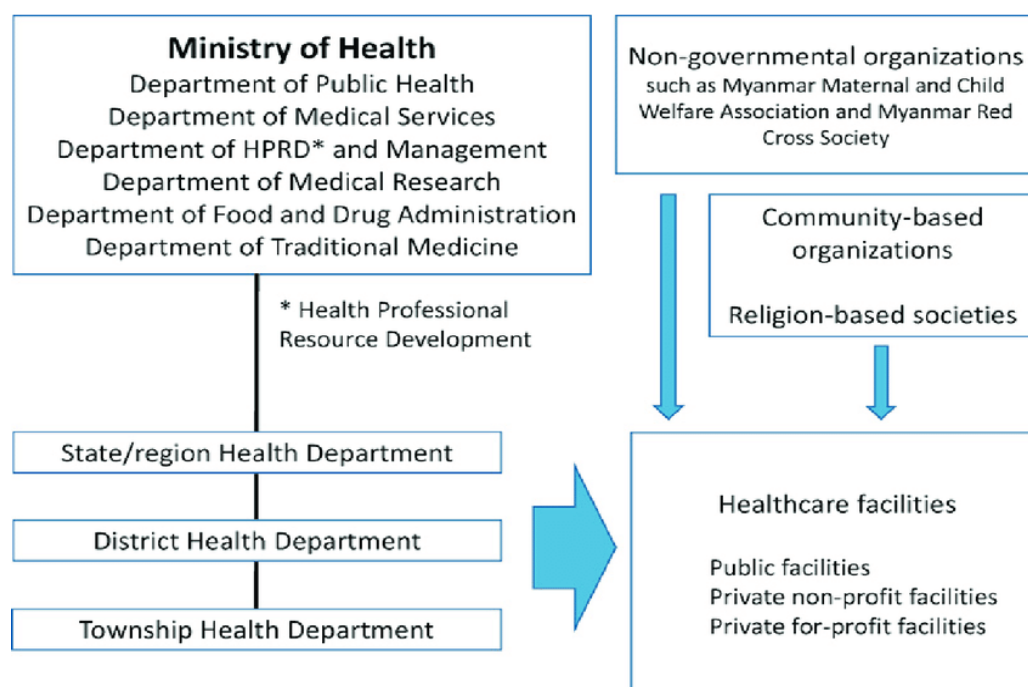 Ministry of Health
Department of Public Health
Department of Medical Services
Department of HPRD* and Management
Department of Medical Research
Department of Food and Drug Administration
Department of Traditional Medicine
* Health Professional
Resource Development
State/region Health Department
District Health Department
Township Health Department
Non-governmental organizations
such as Myanmar Maternal and Child
Welfare Association and Myanmar Red
Cross Society
Community-based
organizations
Religion-based societies
Healthcare facilities
Public facilities
Private non-profit facilities
Private for-profit facilities